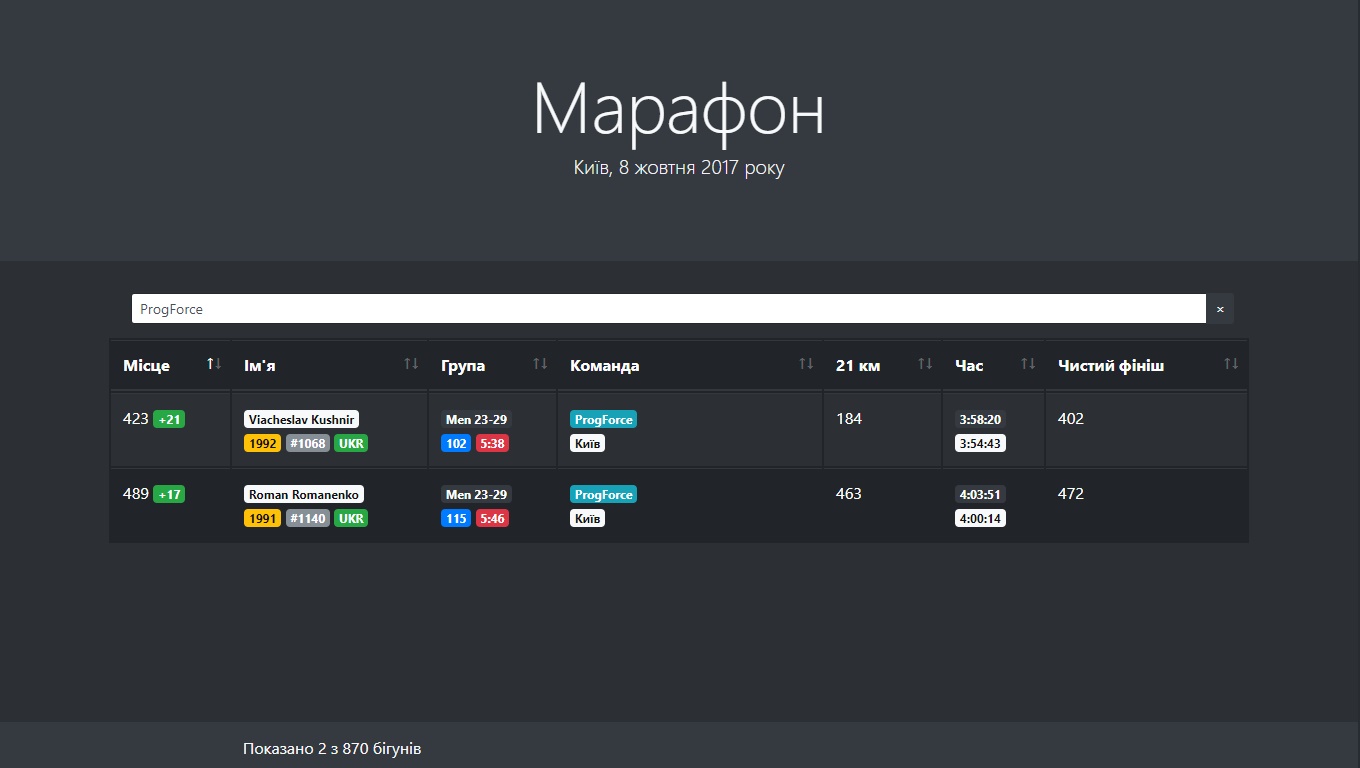 Марафон
Київ, 8 жовтня 2017 року
ProgForce ×
Місце Ім`я Група Команда 21 км Час Чистий фініш
423 +21 Viacheslav Kushnir Men 23-29 ProgForce 184 3:58:20 402
1992 #1068 UKR 102 5:38 Київ 3:54:43
489 +17 Roman Romanenko Men 23-29 ProgForce 463 4:03:51 472
1991 #1140 UKR 115 5:46 Київ 4:00:14
Показано 2 з 870 бігунів